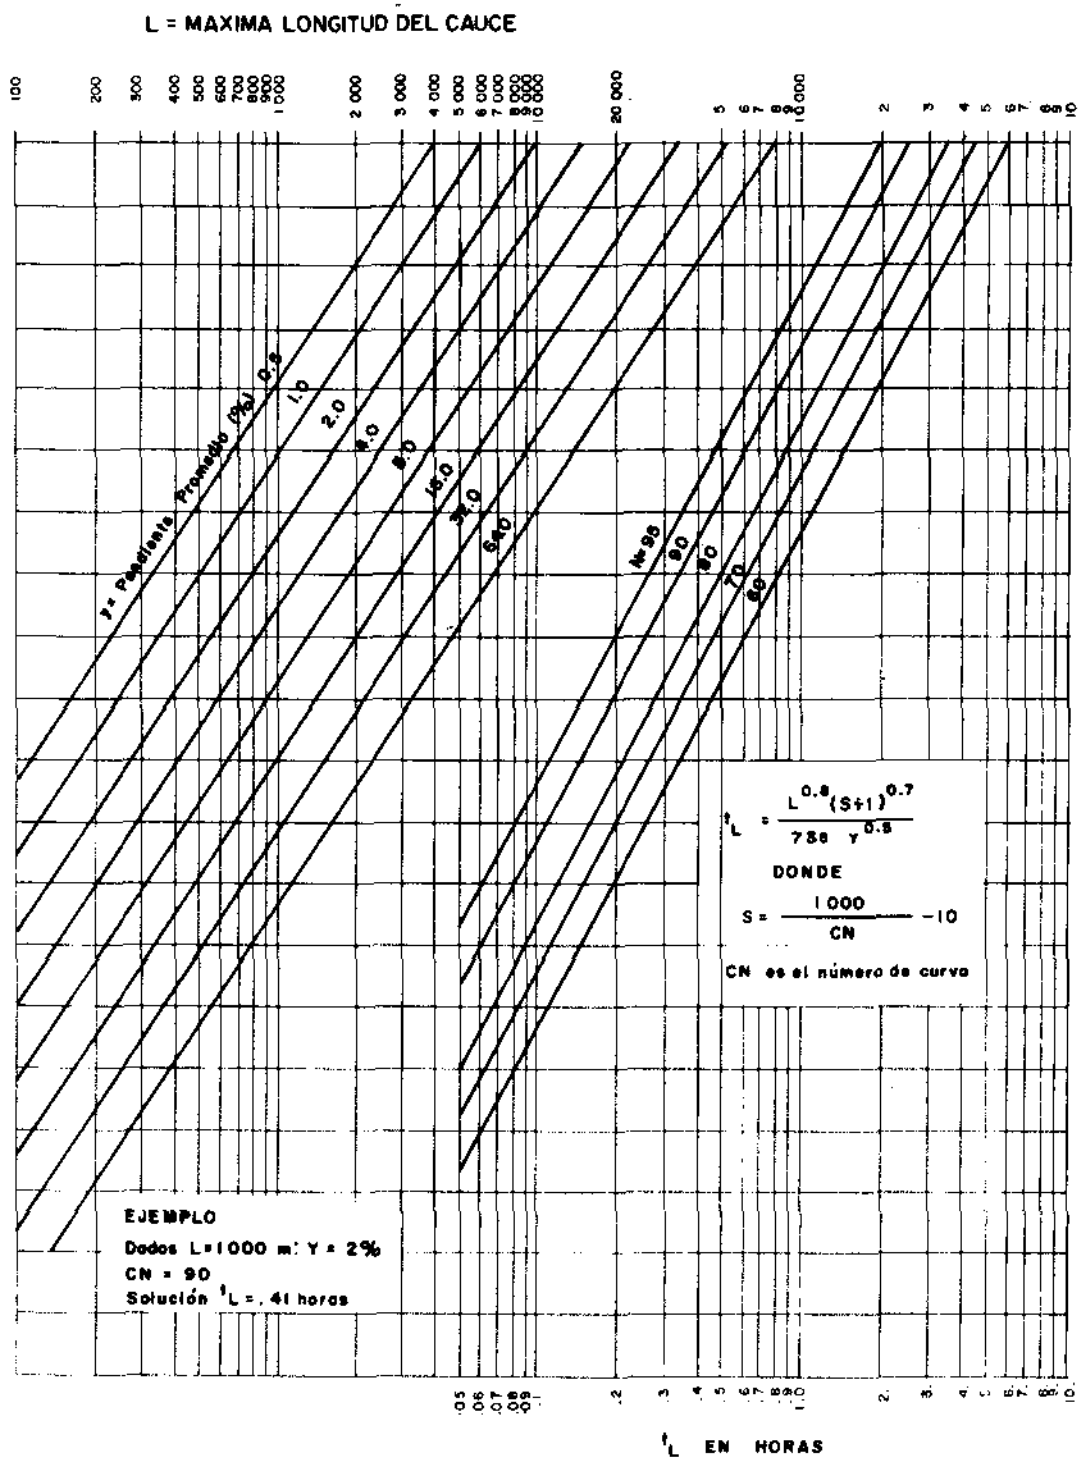 L = MAXIMA LONGITUD DEL CAUCE
100 200 300 400 500 600 700 800 900 1000 2 000 3 000 4 000 5 000 6 000 7 000 8 000 9 000 10 000 20 000 5 6 7 8 9 10 000 2 3 4 5 6 7 8 9 10
y = Pendiente Promedio (%) 0.5
1.0
2.0
4.0
8.0
16.0
32.0
64.0
N=95
90
80
70
60
tL = L^0.8 (S+1)^0.7
Y^0.5
DONDE
S = 1 000 / CN -10
CN es el número de curva
EJEMPLO
Dados L=1000 m; Y = 2%
CN = 90
Solución tL = .41 horas
.05 .06 .07 .08 .09 .1 .2 .3 .4 .5 .6 .7 .8 .9 1.0 2. 3. 4. 5 6. 7. 8. 9. 10.
tL EN HORAS